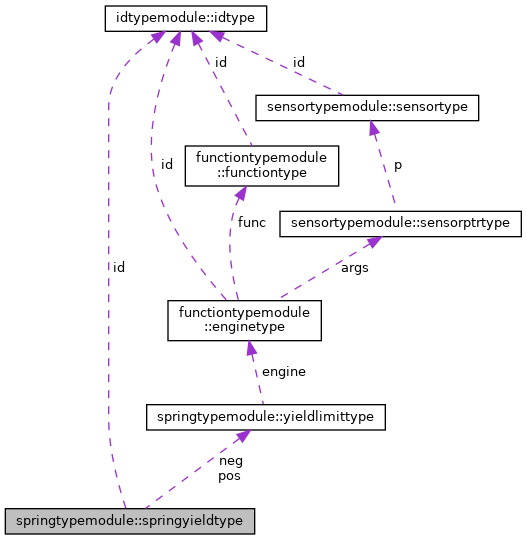 idtypemodule::idtype
id
id
sensortypemodule::sensortype
functiontypemodule
::functiontype
id
p
func
sensortypemodule::sensorptrtype
id
args
functiontypemodule
::enginetype
engine
springtypemodule::yieldlimittype
neg
pos
springtypemodule::springyieldtype